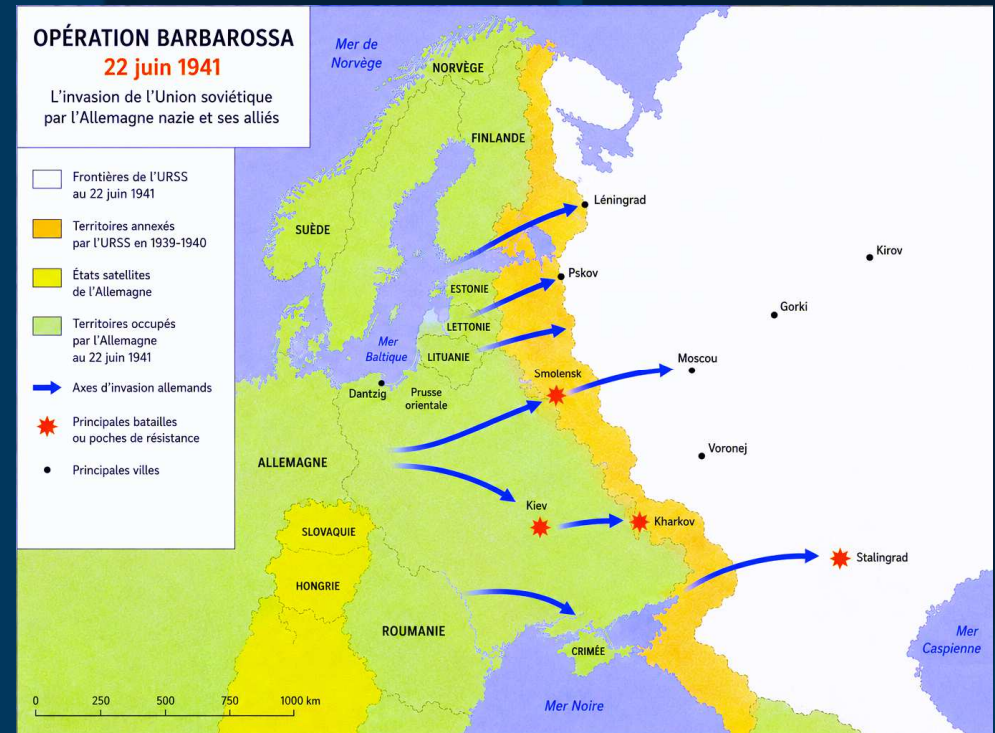 OPÉRATION BARBAROSSA
22 juin 1941
L'invasion de l'Union soviétique
par l'Allemagne nazie et ses alliés
Frontières de l'URSS
au 22 juin 1941
Territoires annexés
par l'URSS en 1939-1940
États satellites
de l'Allemagne
Territoires occupés
par l'Allemagne
au 22 juin 1941
Axes d'invasion allemands
Principales batailles
ou poches de résistance
Principales villes
0 250 500 750 1000 km
Mer de
Norvège
NORVÈGE
FINLANDE
SUÈDE
Léningrad
Kirov
Pskov
ESTONIE
Gorki
LETTONIE
Mer
Baltique
LITUANIE
Moscou
Smolensk
Dantzig
Prusse
orientale
Voronej
ALLEMAGNE
Kiev
Kharkov
SLOVAQUIE
Stalingrad
HONGRIE
ROUMANIE
CRIMÉE
Mer
Caspienne
Mer Noire